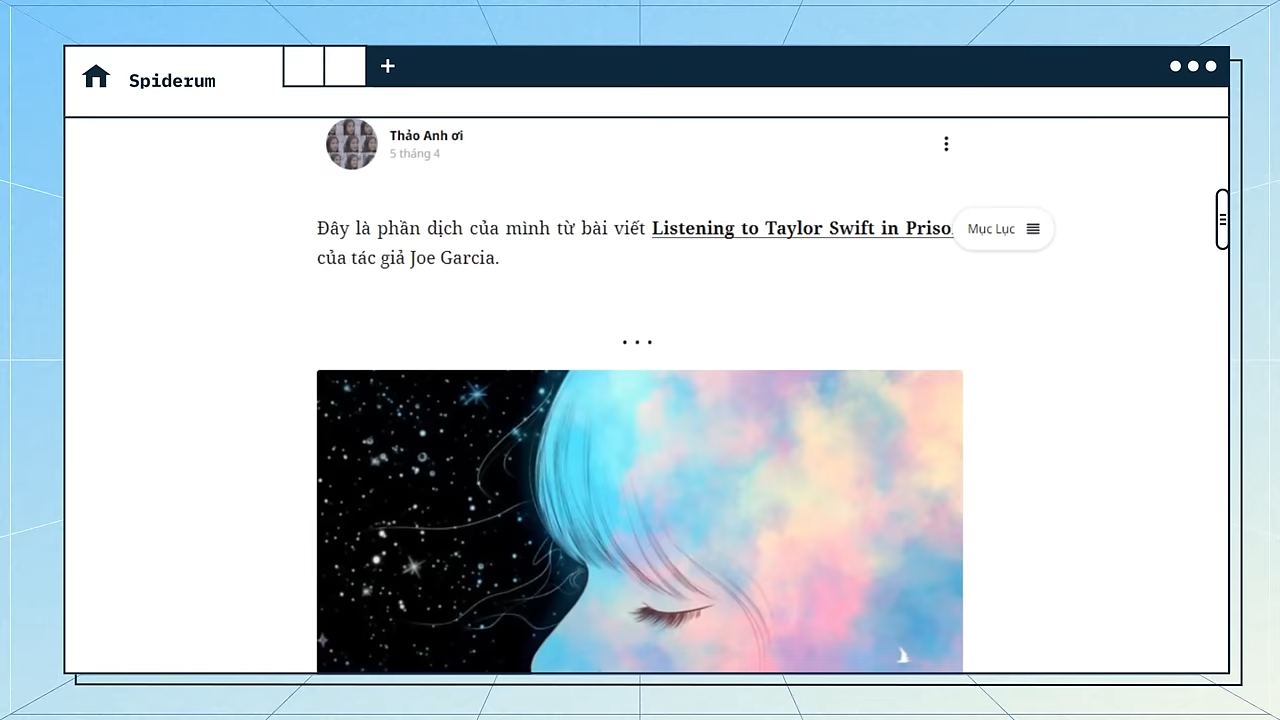 Spiderum
Thảo Anh ơi
5 tháng 4
Đây là phần dịch của mình từ bài viết Listening to Taylor Swift in Priso
Mục Lục
của tác giả Joe Garcia.